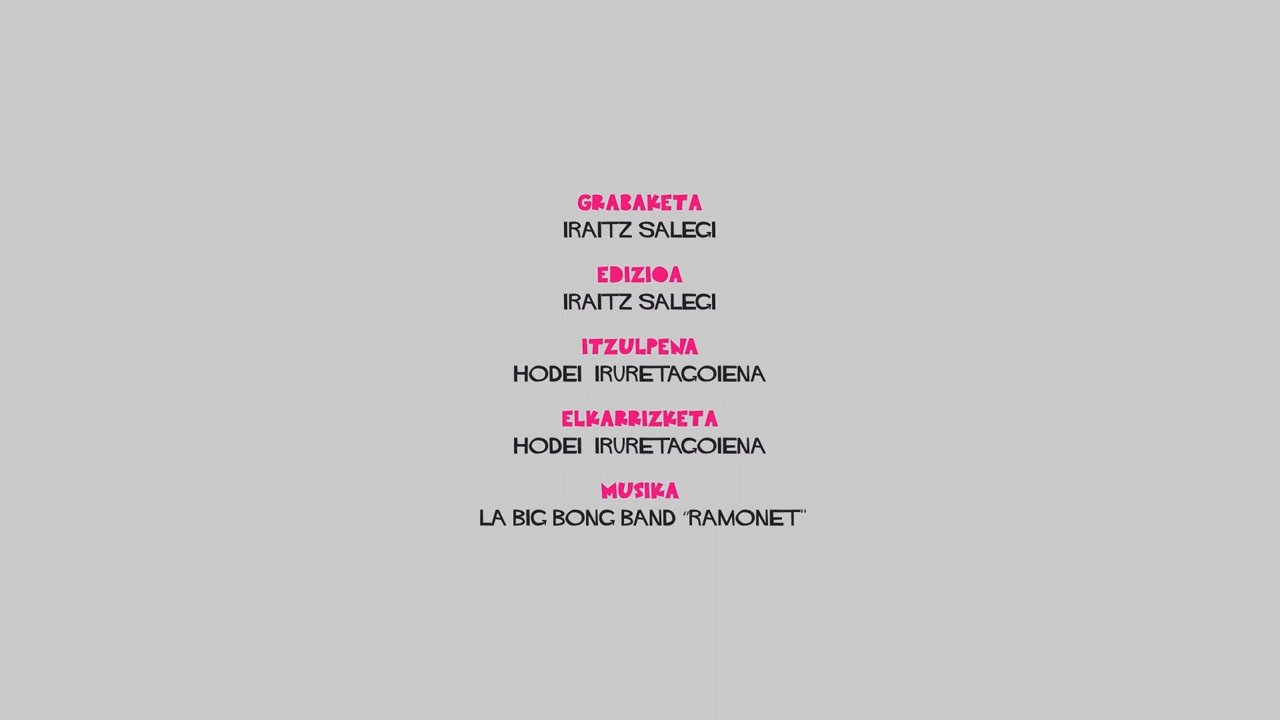 GRABAKETA
IRAITZ SALEGI
EDIZIOA
IRAITZ SALEGI
ITZULPENA
HODEI IRURETAGOIENA
ELKARRIZKETA
HODEI IRURETAGOIENA
MUSIKA
LA BIG BONG BAND "RAMONET"